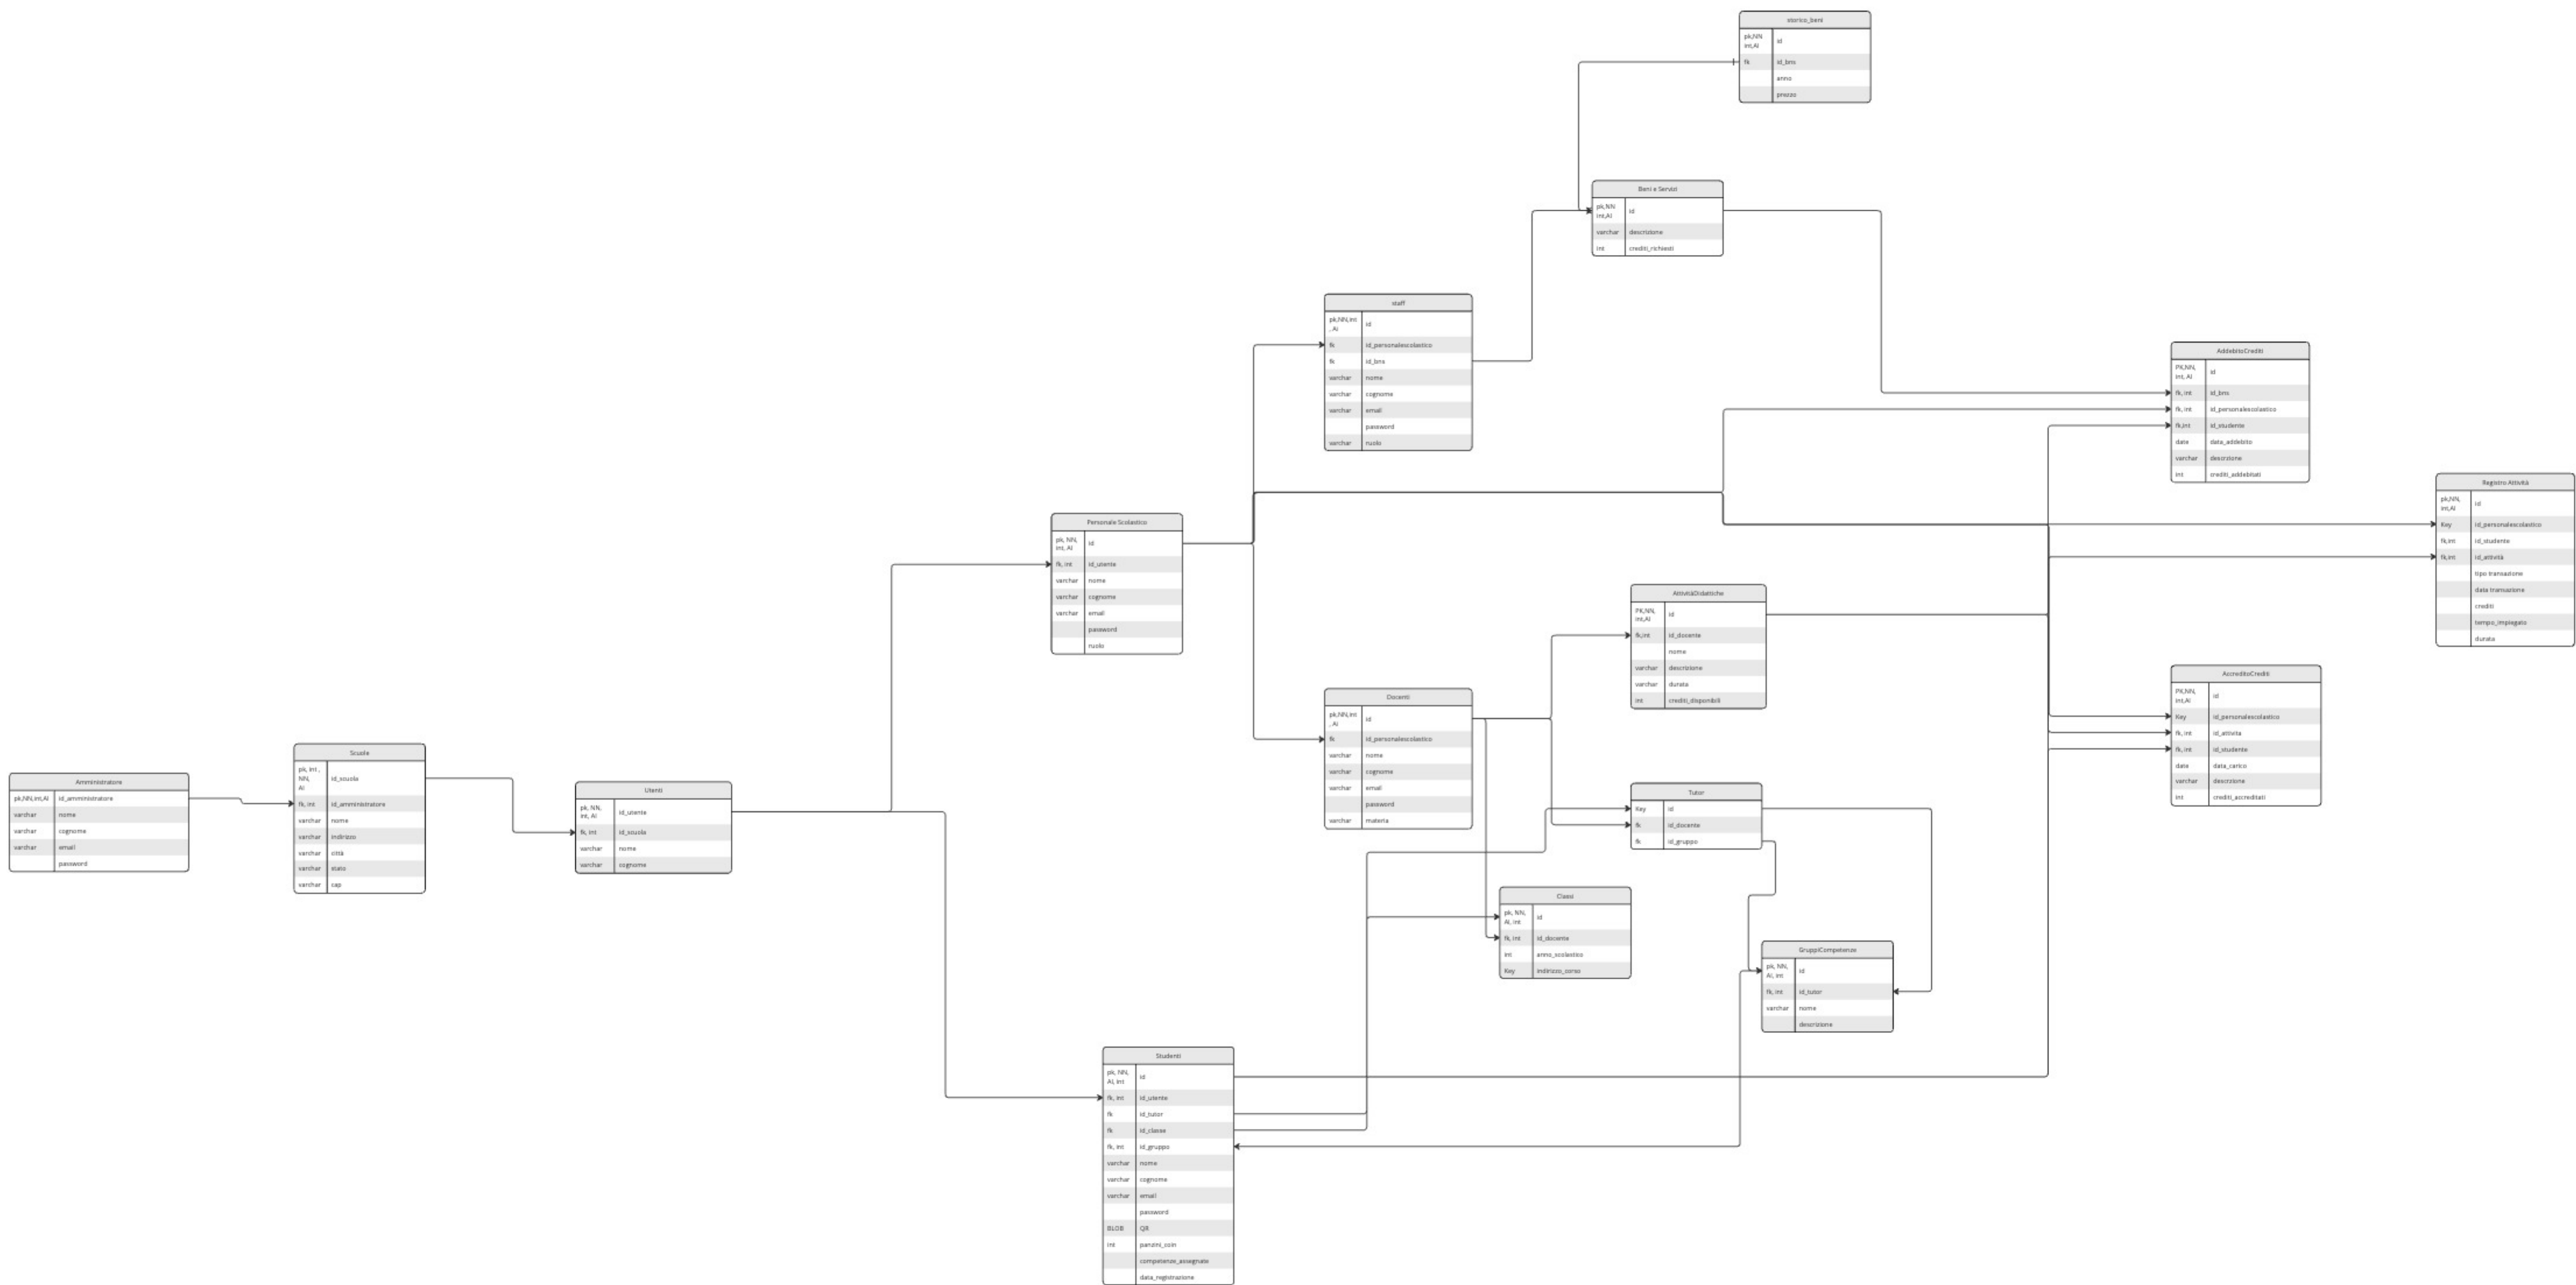 storico_beni
pk,NN
int,AI
id
fk id_bns
anno
prezzo
Beni e Servizi
pk,NN
int,AI
id
varchar descrizione
int crediti_richiesti
staff
pk,NN,int
, AI
id
fk id_personalescolastico
fk id_bns
varchar nome
varchar cognome
varchar email
password
varchar ruolo
AddebitoCrediti
PK,NN,
int, AI
id
fk, int id_bns
fk, int id_personalescolastico
fk,int id_studente
date data_addebito
varchar descrizione
int crediti_addebitati
Registro Attività
pk,NN,
int,AI
id
Key id_personalescolastico
fk,int id_studente
fk,int id_attività
tipo transazione
data transazione
crediti
tempo_impiegato
durata
Personale Scolastico
pk, NN,
int, AI
id
fk, int id_utente
varchar nome
varchar cognome
varchar email
password
ruolo
AttivitàDidattiche
PK,NN,
int,AI
id
fk,int id_docente
nome
varchar descrizione
varchar durata
int crediti_disponibili
AccreditoCrediti
PK,NN,
int,AI
id
Key id_personalescolastico
fk, int id_attivita
fk, int id_studente
date data_carico
varchar descrzione
int crediti_accreditati
Docenti
pk,NN,int
, AI
id
fk id_personalescolastico
varchar nome
varchar cognome
varchar email
password
varchar materia
Scuole
pk, int ,
NN,
AI
id_scuola
fk, int id_amministratore
varchar nome
varchar indirizzo
varchar città
varchar stato
varchar cap
Amministratore
pk,NN,int,AI id_amministratore
varchar nome
varchar cognome
varchar email
password
Utenti
pk, NN,
int, AI
id_utente
fk, int id_scuola
varchar nome
varchar cognome
Tutor
Key id
fk id_docente
fk id_gruppo
Classi
pk, NN,
AI, int
id
fk, int id_docente
int anno_scolastico
Key indirizzo_corso
GruppiCompetenze
pk, NN,
AI, int
id
fk, int id_tutor
varchar nome
descrizione
Studenti
pk, NN,
AI, int
id
fk, int id_utente
fk id_tutor
fk id_classe
fk, int id_gruppo
varchar nome
varchar cognome
varchar email
password
BLOB QR
int panzini_coin
competenze_assegnate
data_registrazione